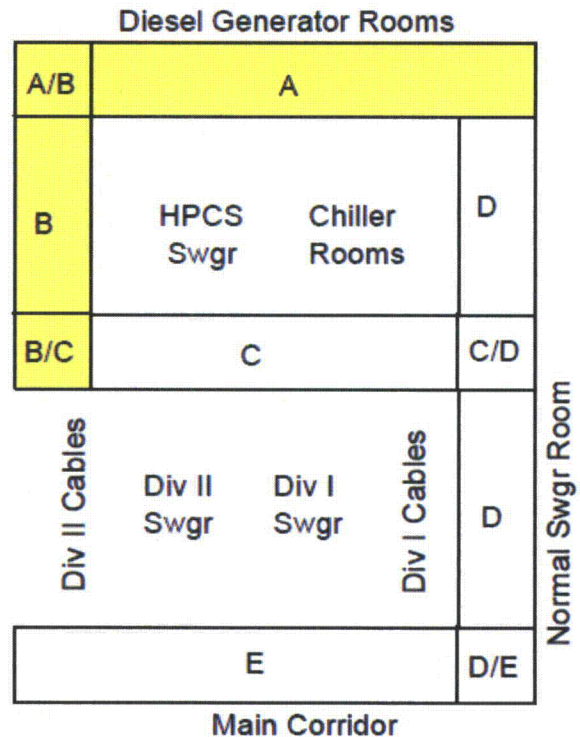 Diesel Generator Rooms
A/B
A
B
HPCS
Swgr
Chiller
Rooms
D
B/C
C
C/D
Div II Cables
Div II
Swgr
Div I
Swgr
Div I Cables
D
Normal Swgr Room
E
D/E
Main Corridor